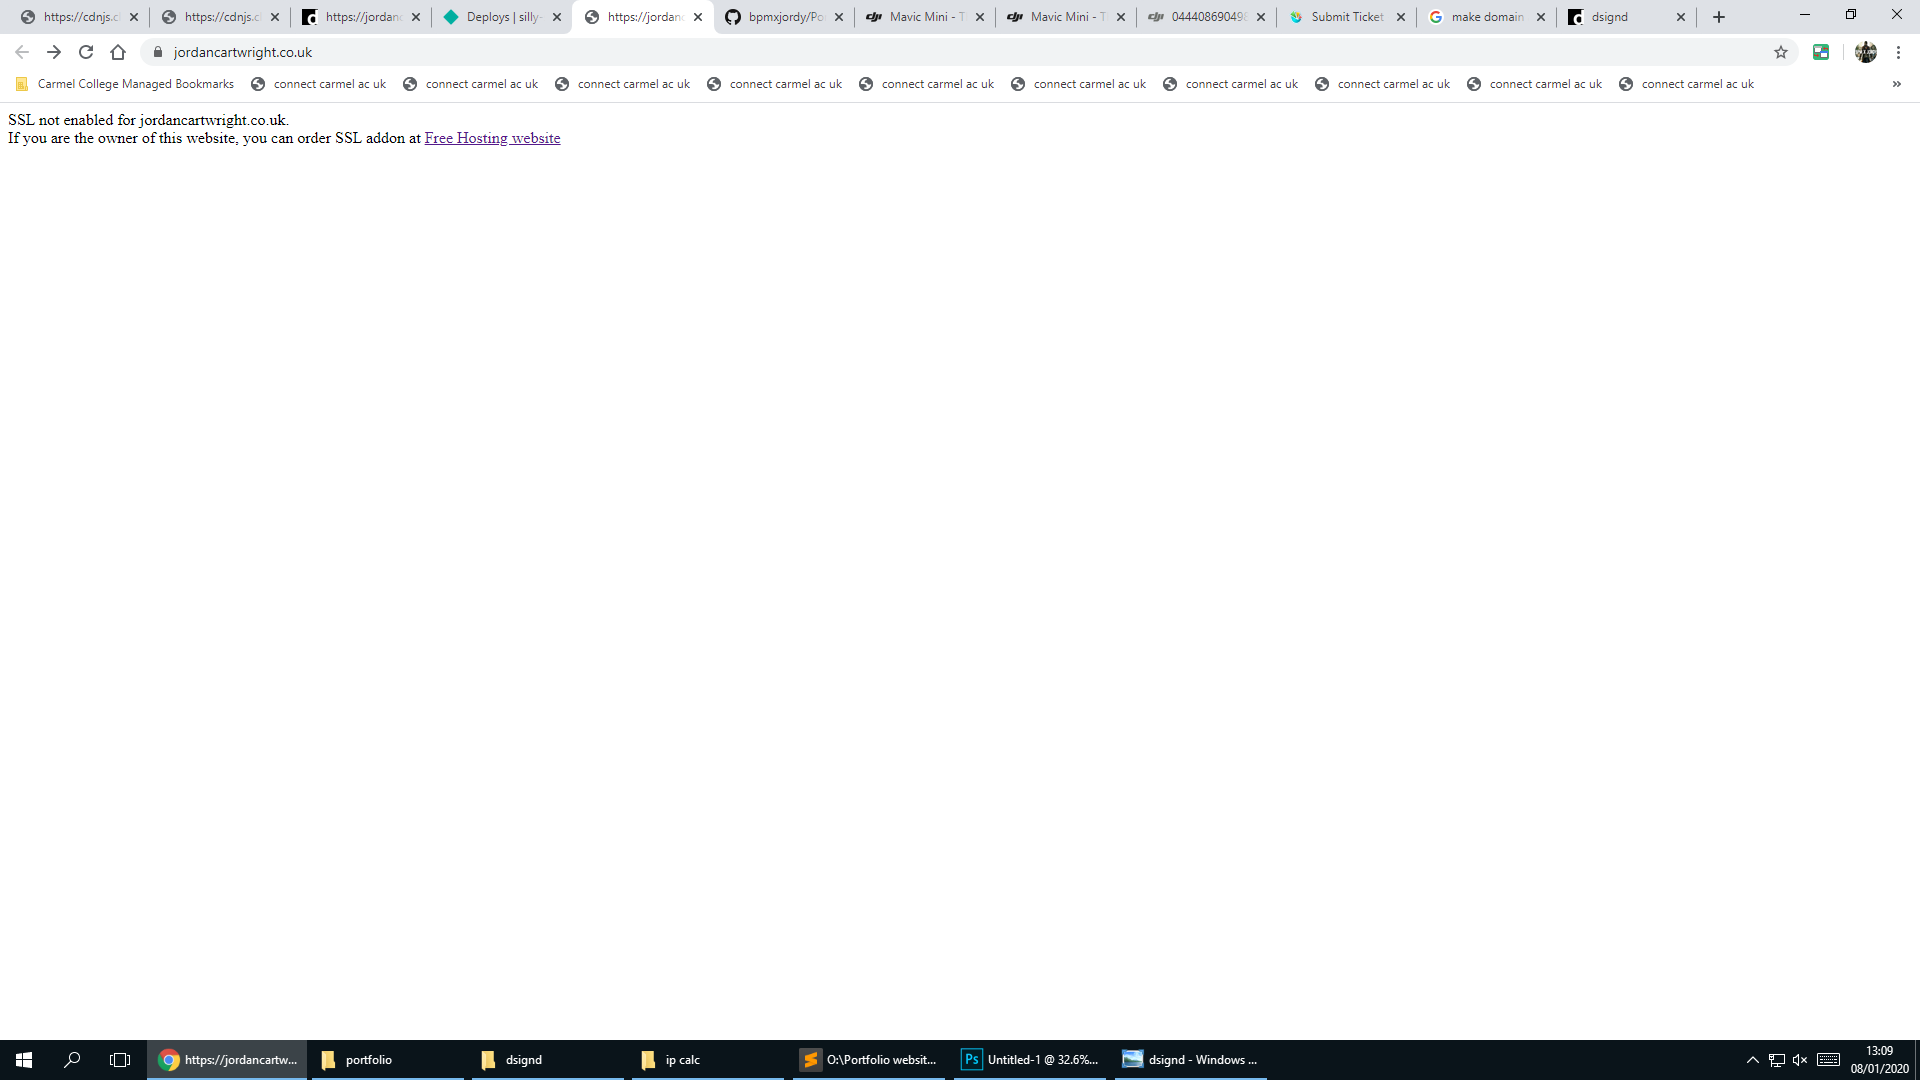 https://cdnjs.cl
https://cdnjs.cl
https://jordanc
Deploys | silly-
https://jordanc
bpmxjordy/Po
Mavic Mini - T
Mavic Mini - T
04440869049
Submit Ticket
make domain
dsignd
jordancartwright.co.uk
Carmel College Managed Bookmarks
connect carmel ac uk
connect carmel ac uk
connect carmel ac uk
connect carmel ac uk
connect carmel ac uk
connect carmel ac uk
connect carmel ac uk
connect carmel ac uk
connect carmel ac uk
connect carmel ac uk
SSL not enabled for jordancartwright.co.uk.
If you are the owner of this website, you can order SSL addon at Free Hosting website
https://jordancartw...
portfolio
dsignd
ip calc
O:\Portfolio websit...
Ps
Untitled-1 @ 32.6%...
dsignd - Windows ...
13:09
08/01/2020